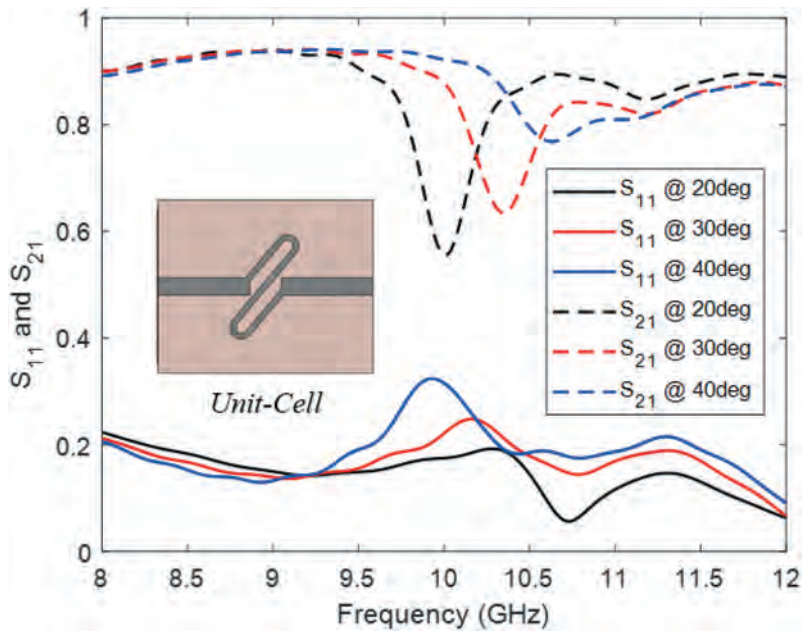 1
0.8
0.6
0.4
0.2
0
S11 and S21
8
8.5
9
9.5
10
10.5
11
11.5
12
Frequency (GHz)
Unit-Cell
S11 @ 20deg
S11 @ 30deg
S11 @ 40deg
S21 @ 20deg
S21 @ 30deg
S21 @ 40deg